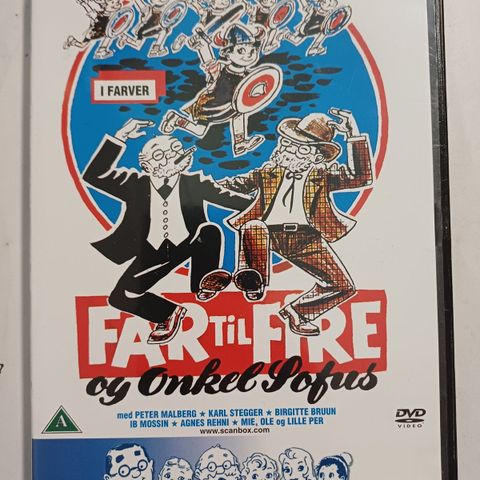 I FARVER
FAR TIL FIRE
og Onkel Sofus
med PETER MALBERG ★ KARL STEGGER ★ BIRGITTE BRUUN
IB MOSSIN ★ AGNES REHNI ★ MIE, OLE og LILLE PER
www.scanbox.com
A
DVD
VIDEO